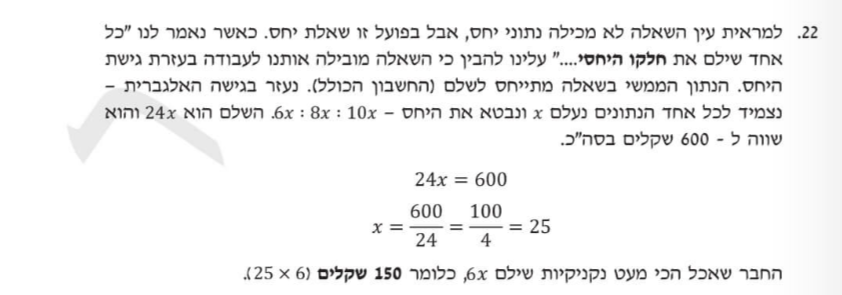 22. למראית עין השאלה לא מכילה נתוני יחס, אבל בפועל זו שאלת יחס. כאשר נאמר לנו "כל
אחד שילם את חלקו היחסי...." עלינו להבין כי השאלה מובילה אותנו לעבודה בעזרת גישת
היחס. הנתון הממשי בשאלה מתייחס לשלם (החשבון הכולל). נעזר בגישה האלגברית –
נצמיד לכל אחד הנתונים נעלם x ונבטא את היחס – 6x : 8x : 10x. השלם הוא 24x והוא
שווה ל - 600 שקלים בסה"כ.
24x = 600
x = 600/24 = 100/4 = 25
החבר שאכל הכי מעט נקניקיות שילם 6x, כלומר 150 שקלים (25 × 6).